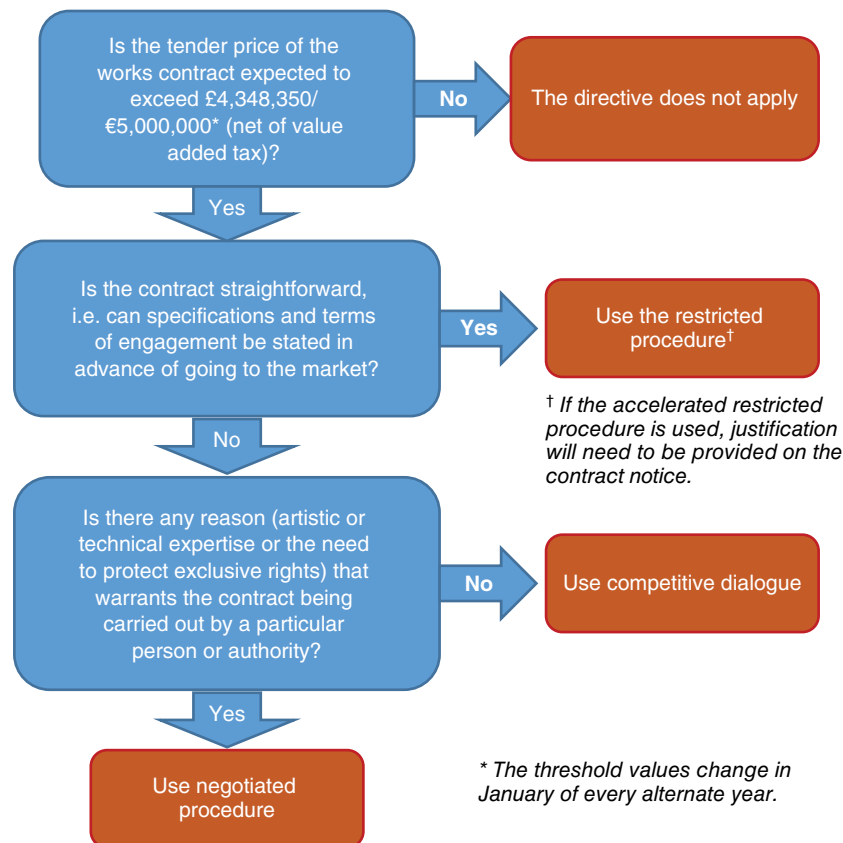 Is the tender price of the
works contract expected to
exceed £4,348,350/
€5,000,000* (net of value
added tax)?
No
The directive does not apply
Yes
Is the contract straightforward,
i.e. can specifications and terms
of engagement be stated in
advance of going to the market?
Yes
Use the restricted
procedure†
† If the accelerated restricted
procedure is used, justification
will need to be provided on the
contract notice.
No
Is there any reason (artistic or
technical expertise or the need
to protect exclusive rights) that
warrants the contract being
carried out by a particular
person or authority?
No
Use competitive dialogue
Yes
Use negotiated
procedure
* The threshold values change in
January of every alternate year.